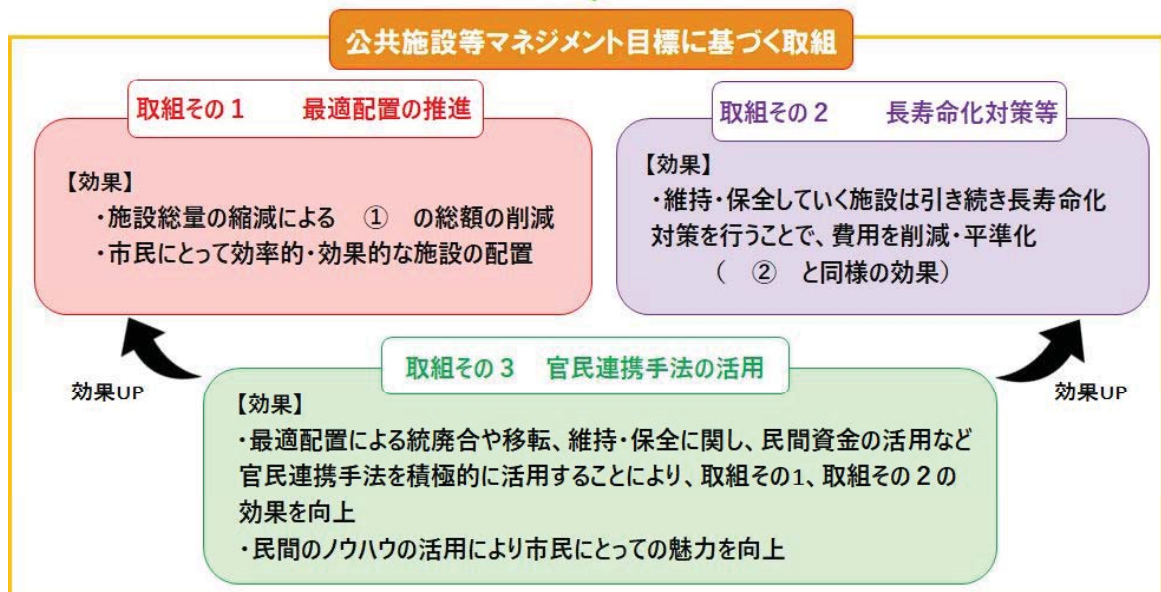 公共施設等マネジメント目標に基づく取組
取組その1　最適配置の推進
【効果】
・施設総量の縮減による　①　の総額の削減
・市民にとって効率的・効果的な施設の配置
取組その2　長寿命化対策等
【効果】
・維持・保全していく施設は引き続き長寿命化
対策を行うことで、費用を削減・平準化
（　②　と同様の効果）
効果UP
効果UP
取組その3　官民連携手法の活用
【効果】
・最適配置による統廃合や移転、維持・保全に関し、民間資金の活用など
官民連携手法を積極的に活用することにより、取組その1、取組その2の
効果を向上
・民間のノウハウの活用により市民にとっての魅力を向上